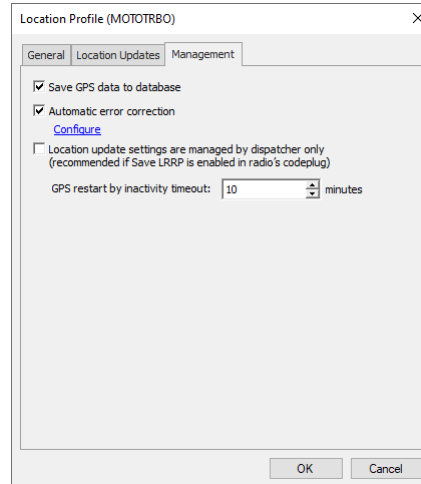 Location Profile (MOTOTRBO)
General Location Updates Management
Save GPS data to database
Automatic error correction
Configure
Location update settings are managed by dispatcher only
(recommended if Save LRRP is enabled in radio's codeplug)
GPS restart by inactivity timeout: 10 minutes
OK Cancel